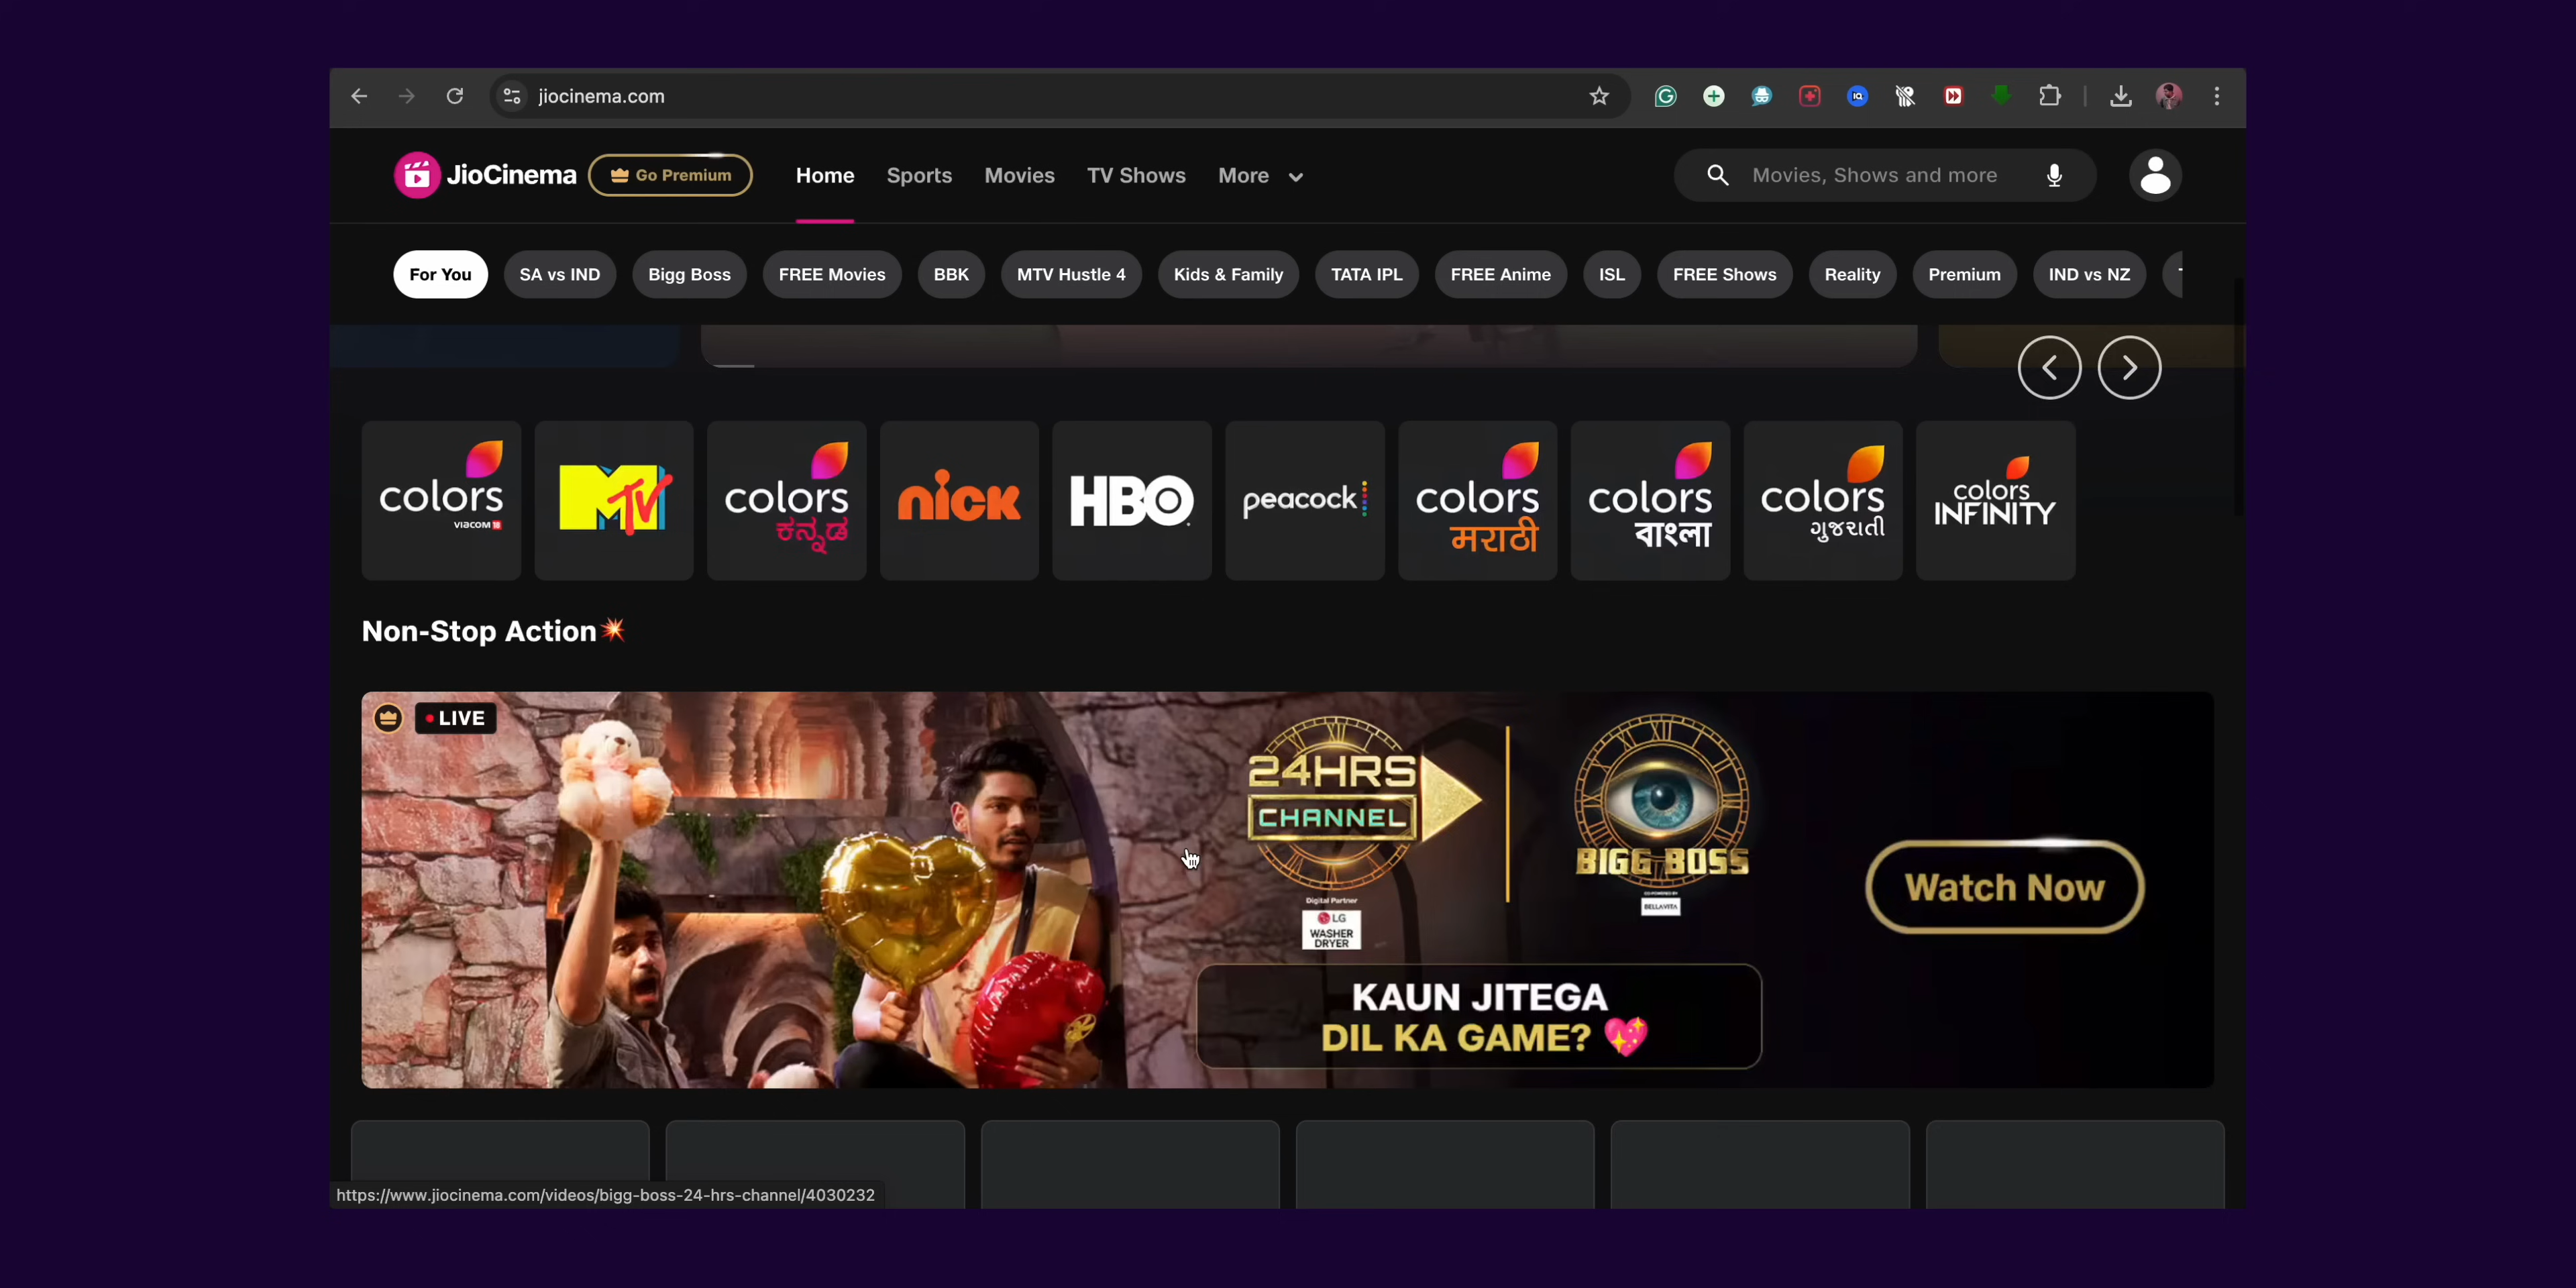 jiocinema.com
JioCinema
Go Premium
Home
Sports
Movies
TV Shows
More
Movies, Shows and more
For You
SA vs IND
Bigg Boss
FREE Movies
BBK
MTV Hustle 4
Kids & Family
TATA IPL
FREE Anime
ISL
FREE Shows
Reality
Premium
IND vs NZ
colors
VIACOM 18
MTV
colors
ಕನ್ನಡ
nick
HBO
peacock
colors
मराठी
colors
বাংলা
colors
ગુજરાતી
colors
INFINITY
Non-Stop Action💥
LIVE
24HRS
CHANNEL
Digital Partner
LG
WASHER
DRYER
BIGG BOSS
BELLAVITA
Watch Now
KAUN JITEGA
DIL KA GAME? 💖
https://www.jiocinema.com/videos/bigg-boss-24-hrs-channel/4030232